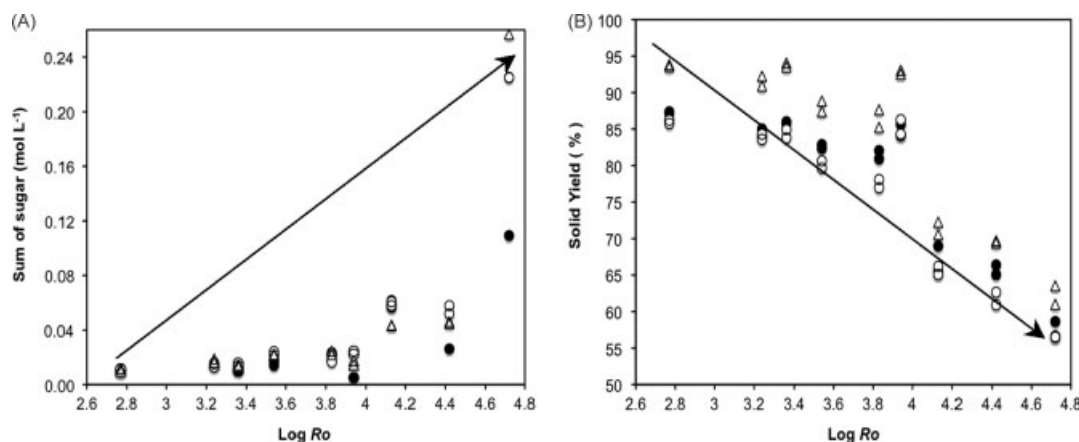 (A)
Sum of sugar (mol L⁻¹)
0.24
0.20
0.16
0.12
0.08
0.04
0.00
2.6 2.8 3 3.2 3.4 3.6 3.8 4 4.2 4.4 4.6 4.8
Log Ro
(B)
Solid Yield ( % )
100
95
90
85
80
75
70
65
60
55
50
2.6 2.8 3 3.2 3.4 3.6 3.8 4 4.2 4.4 4.6 4.8
Log Ro